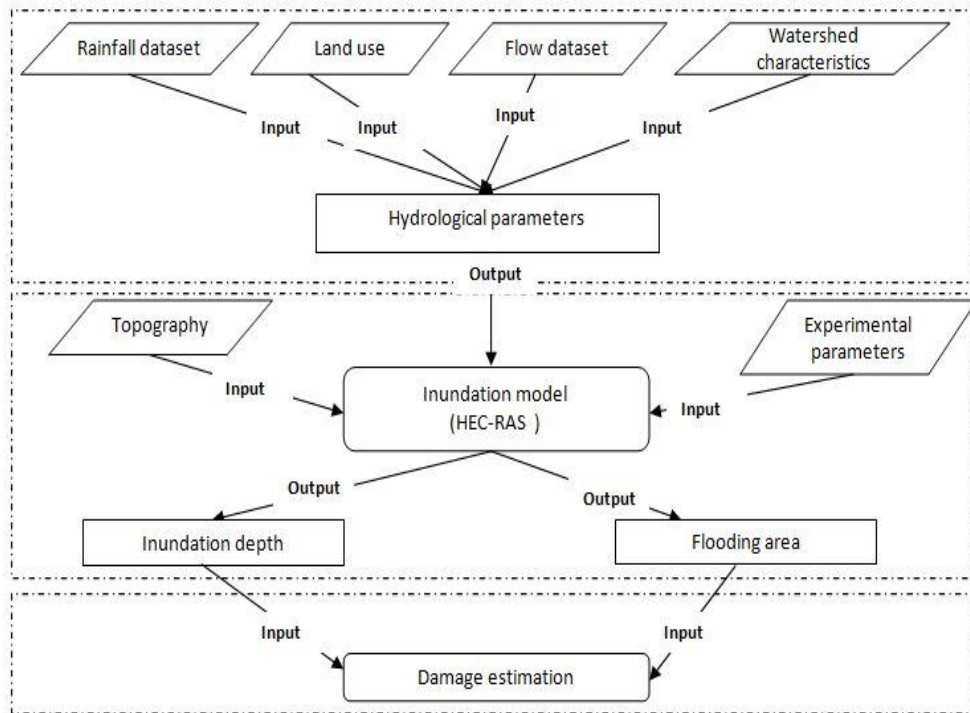 Rainfall dataset
Land use
Flow dataset
Watershed
characteristics
Input
Input
Input
Input
Hydrological parameters
Output
Topography
Experimental
parameters
Input
Inundation model
(HEC-RAS )
Input
Output
Output
Inundation depth
Flooding area
Input
Input
Damage estimation